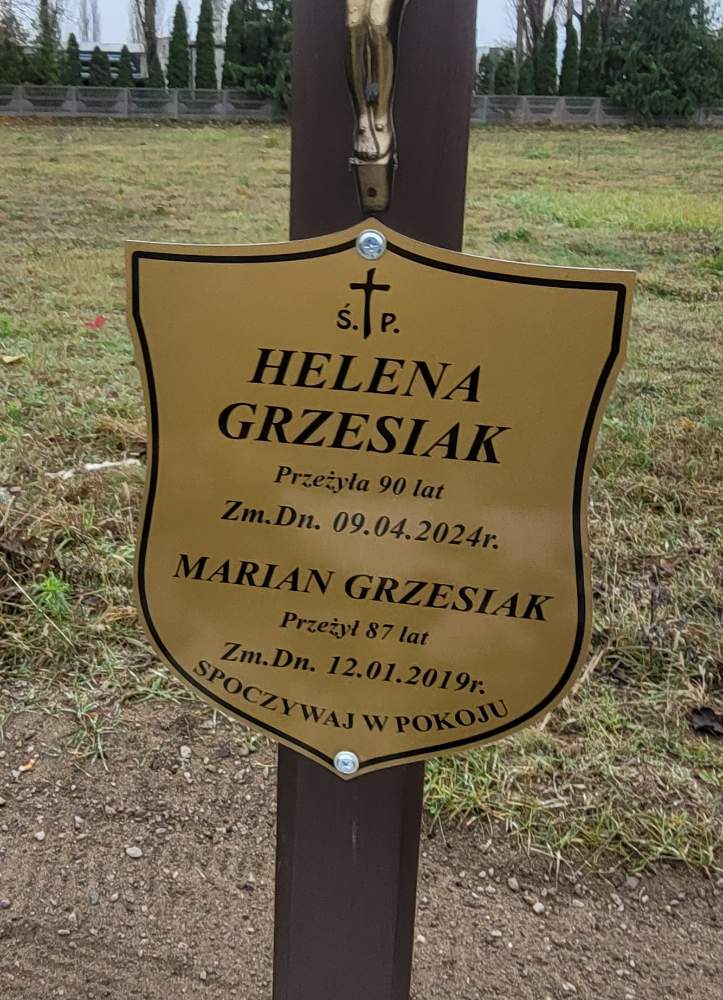 Ś. P.
HELENA
GRZESIAK
Przeżyła 90 lat
Zm.Dn. 09.04.2024r.
MARIAN GRZESIAK
Przeżył 87 lat
Zm.Dn. 12.01.2019r.
SPOCZYWAJ W POKOJU